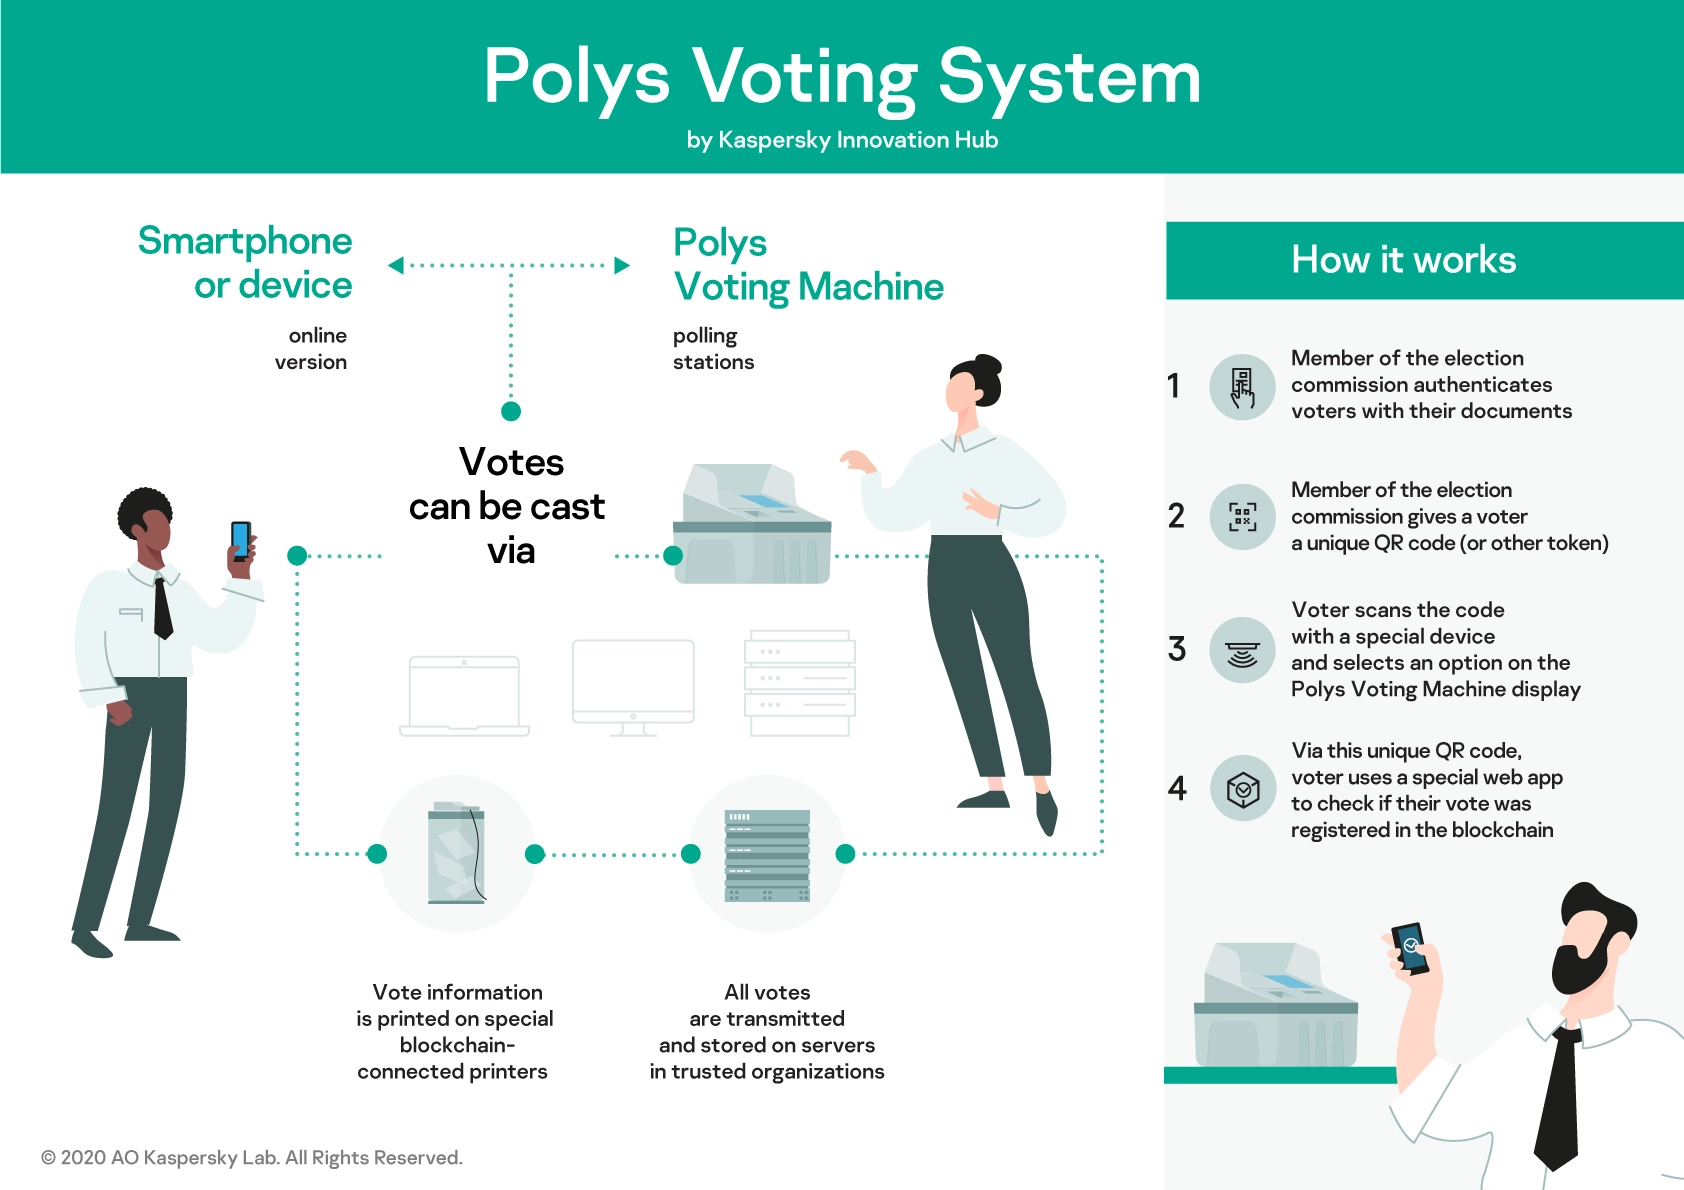 Polys Voting System
by Kaspersky Innovation Hub
Smartphone
or device
online
version
Polys
Voting Machine
polling
stations
Votes
can be cast
via
Vote information
is printed on special
blockchain-
connected printers
All votes
are transmitted
and stored on servers
in trusted organizations
How it works
1
Member of the election
commission authenticates
voters with their documents
2
Member of the election
commission gives a voter
a unique QR code (or other token)
3
Voter scans the code
with a special device
and selects an option on the
Polys Voting Machine display
4
Via this unique QR code,
voter uses a special web app
to check if their vote was
registered in the blockchain
© 2020 AO Kaspersky Lab. All Rights Reserved.